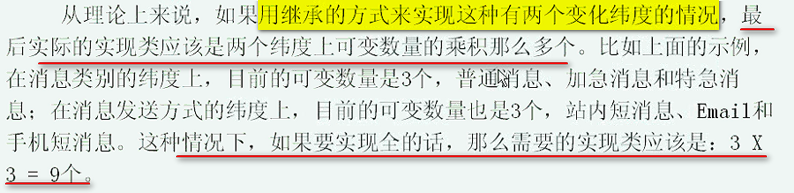 从理论上来说，如果用继承的方式来实现这种有两个变化纬度的情况，最
后实际的实现类应该是两个纬度上可变数量的乘积那么多个。比如上面的示例，
在消息类别的纬度上，目前的可变数量是3个，普通消息、加急消息和特急消
息；在消息发送方式的纬度上，目前的可变数量也是3个，站内短消息、Email和
手机短消息。这种情况下，如果要实现全的话，那么需要的实现类应该是：3 X
3 = 9个。